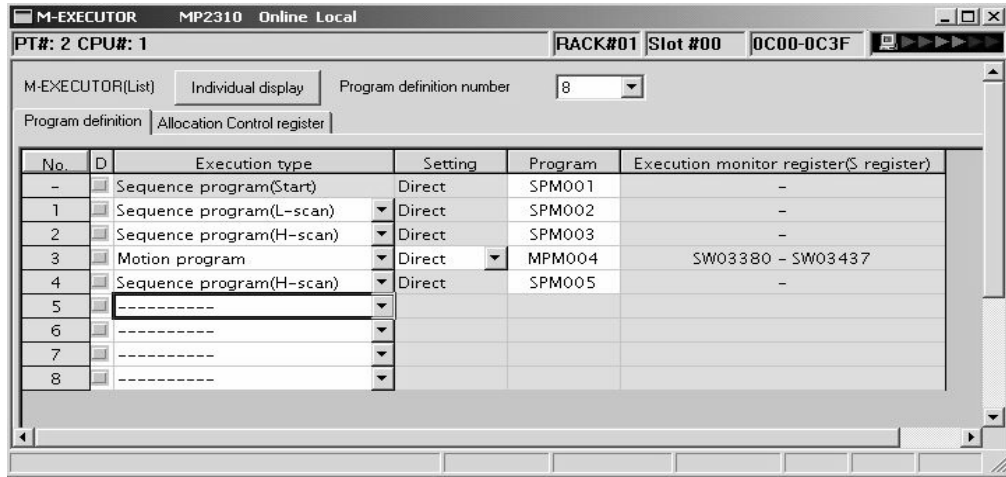 M-EXECUTOR MP2310 Online Local
PT#: 2 CPU#: 1 RACK#01 Slot #00 0C00-0C3F
M-EXECUTOR(List) Individual display Program definition number 8
Program definition Allocation Control register
No. D Execution type Setting Program Execution monitor register(S register)
- Sequence program(Start) Direct SPM001 -
1 Sequence program(L-scan) Direct SPM002 -
2 Sequence program(H-scan) Direct SPM003 -
3 Motion program Direct MPM004 SW03380 - SW03437
4 Sequence program(H-scan) Direct SPM005 -
5 ----------
6 ----------
7 ----------
8 ----------